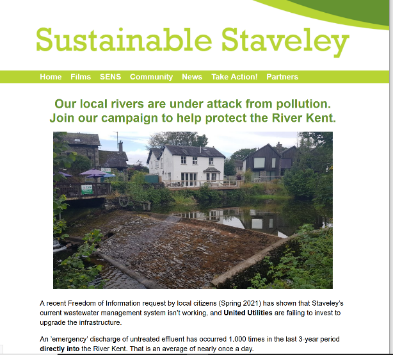 Sustainable Staveley
Home Films SENS Community News Take Action! Partners
Our local rivers are under attack from pollution.
Join our campaign to help protect the River Kent.
A recent Freedom of Information request by local citizens (Spring 2021) has shown that Staveley's
current wastewater management system isn't working, and United Utilities are failing to invest to
upgrade the infrastructure.
An 'emergency' discharge of untreated effluent has occurred 1,000 times in the last 3-year period
directly into the River Kent. That is an average of nearly once a day.